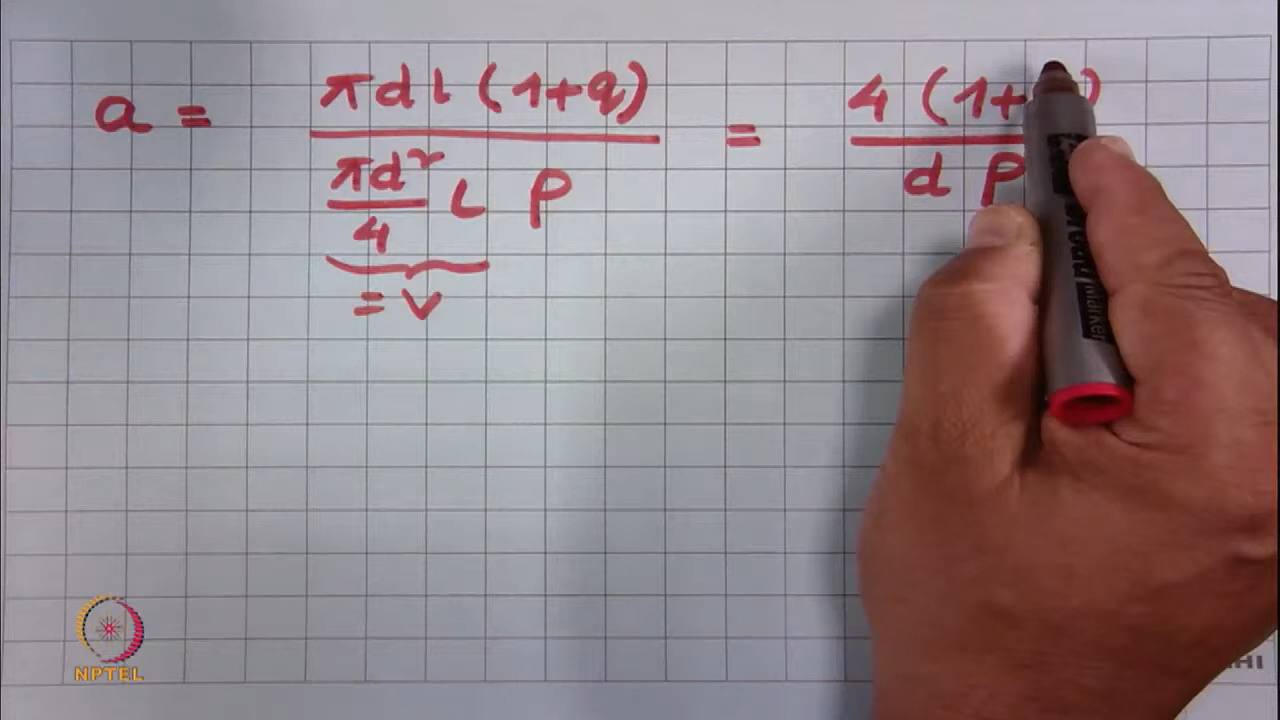 a = πdl(1+q) / (πd²/4 L ρ) = 4(1+ ) / d ρ
= V
NPTEL